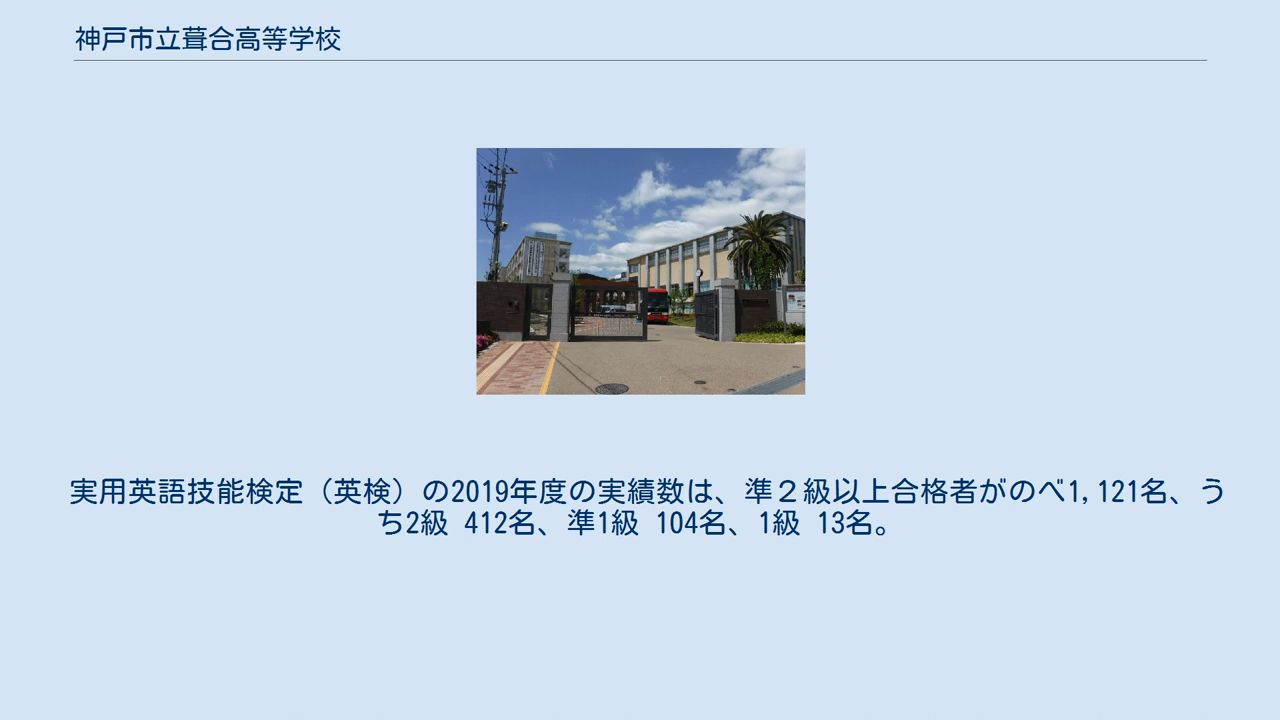 神戸市立葺合高等学校
実用英語技能検定（英検）の2019年度の実績数は、準２級以上合格者がのべ1,121名、う
ち2級 412名、準1級 104名、1級 13名。